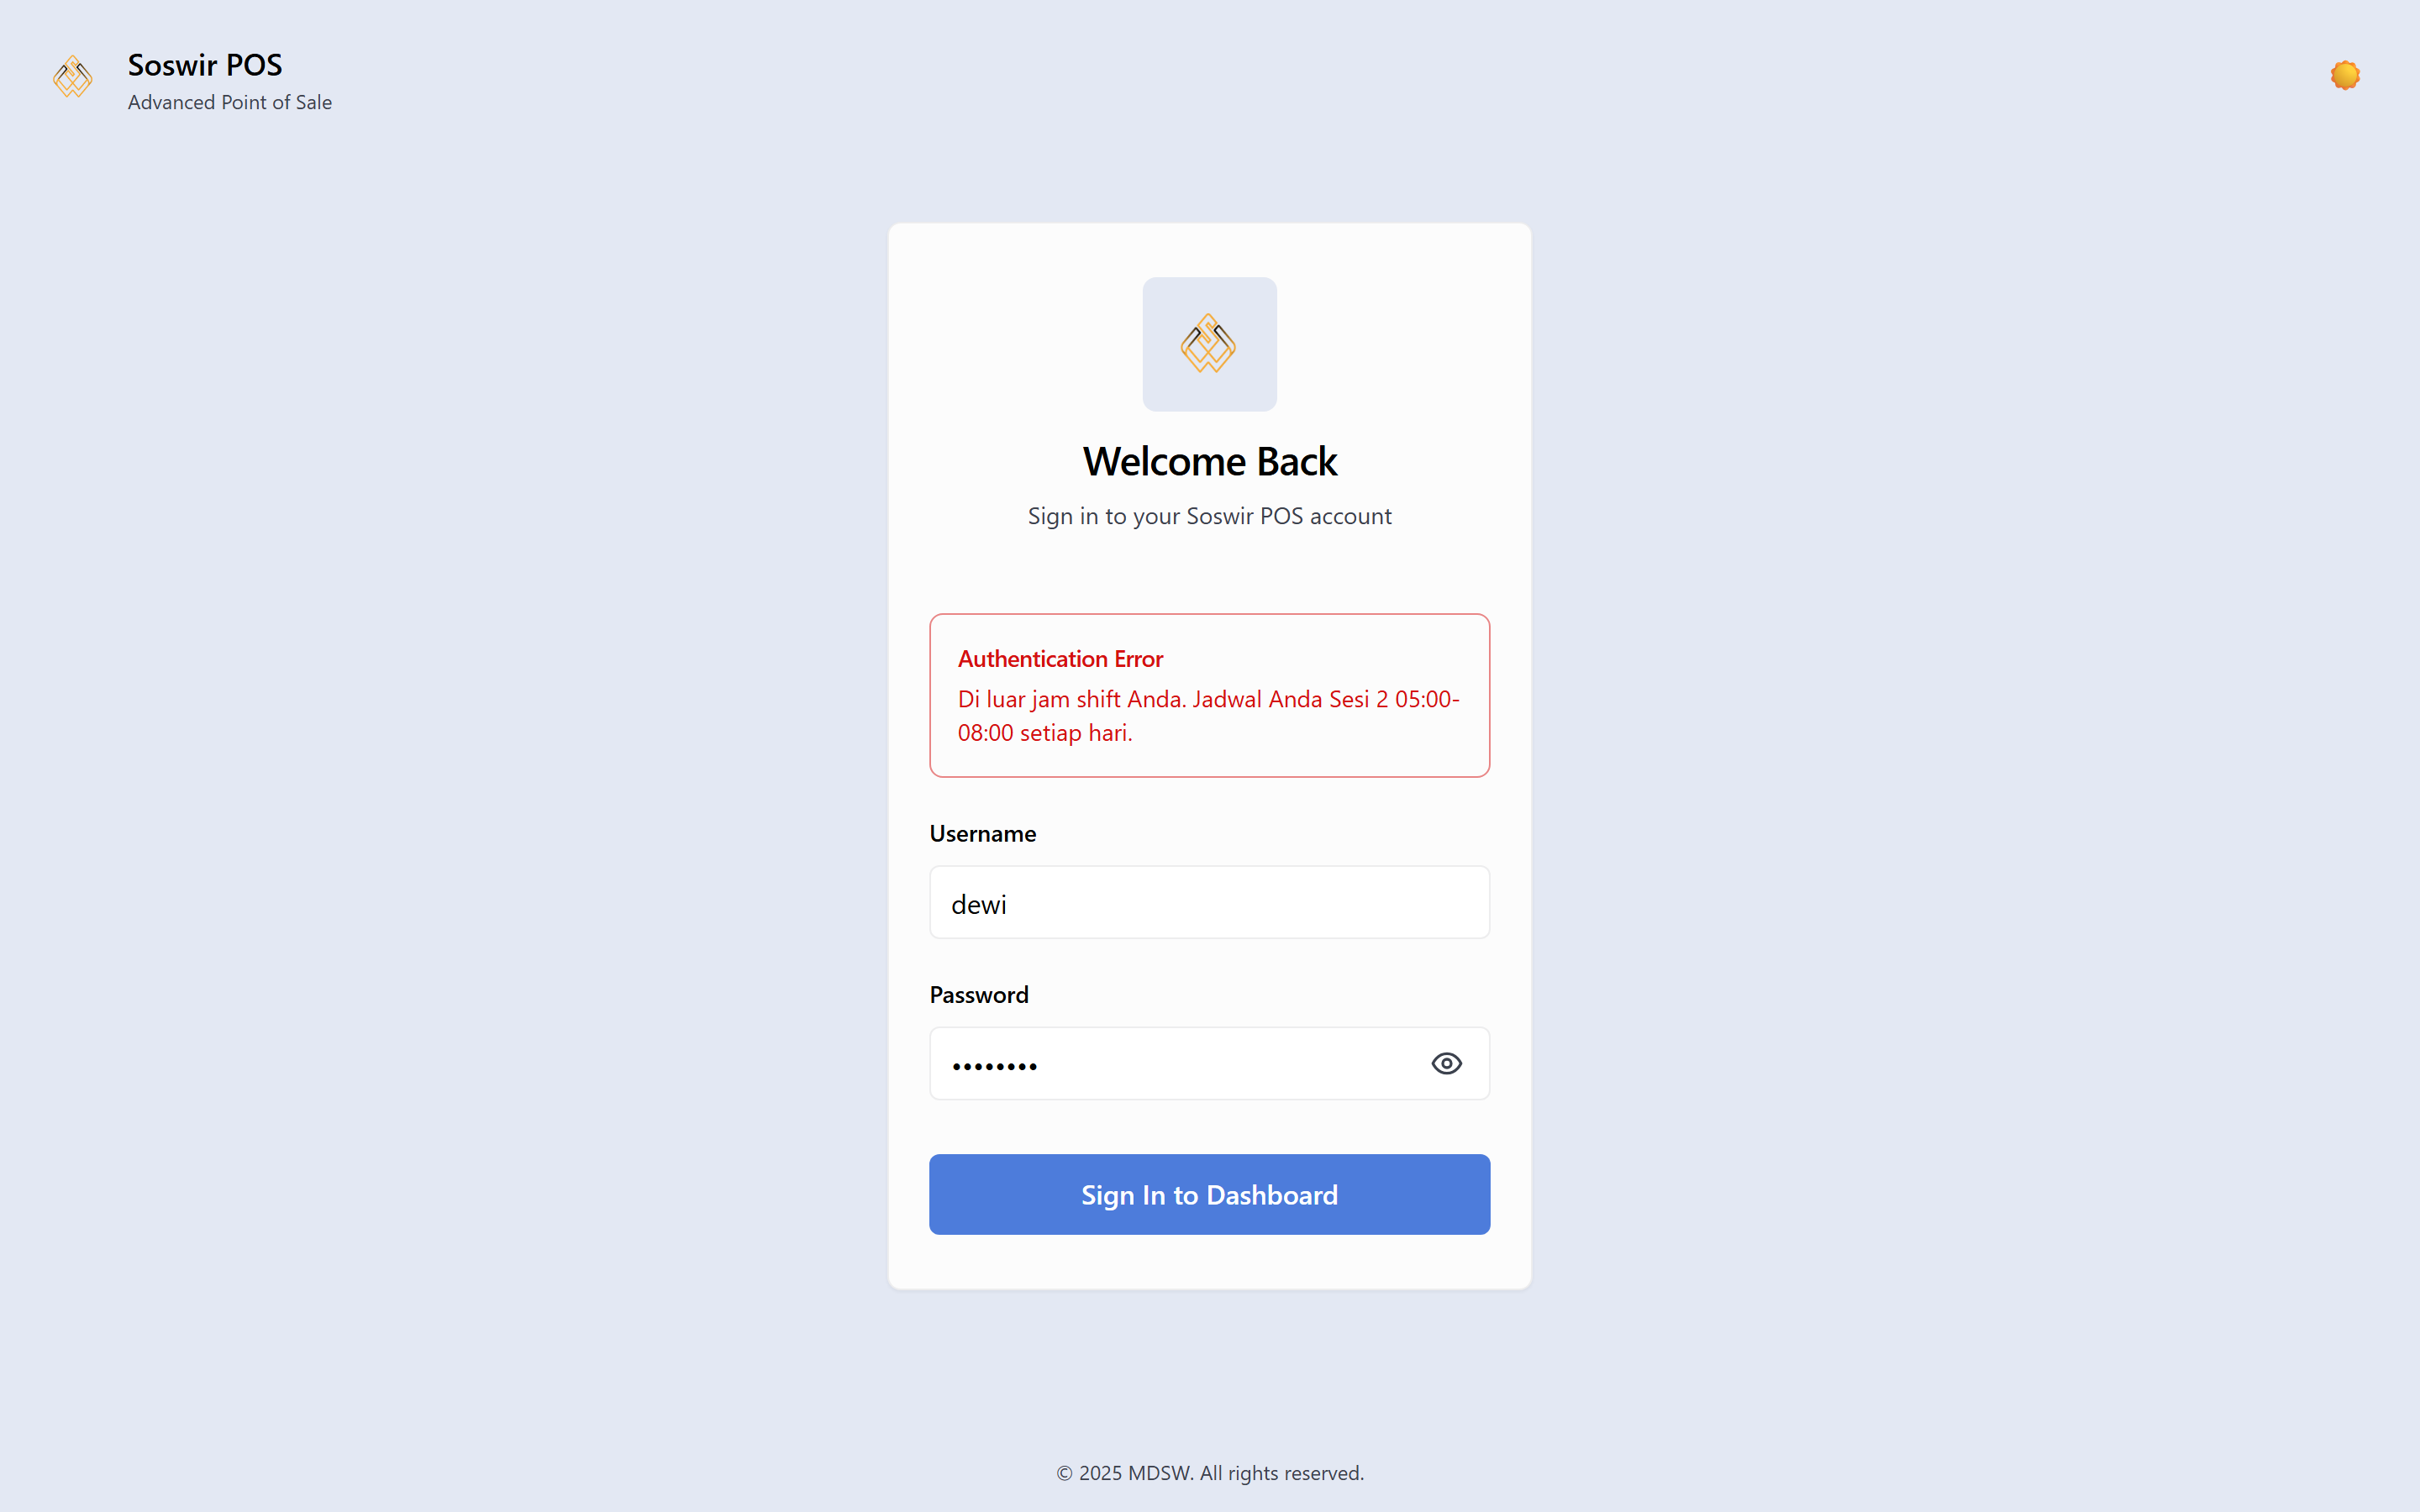 Soswir POS
Advanced Point of Sale
Welcome Back
Sign in to your Soswir POS account
Authentication Error
Di luar jam shift Anda. Jadwal Anda Sesi 2 05:00-
08:00 setiap hari.
Username
dewi
Password
••••••••
Sign In to Dashboard
© 2025 MDSW. All rights reserved.